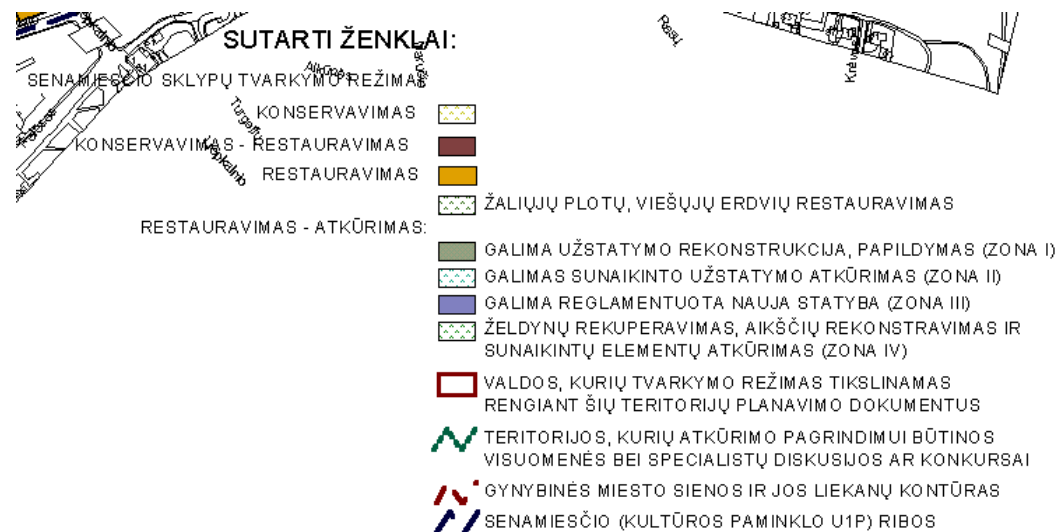 SUTARTI ŽENKLAI:
SENAMIESČIO SKLYPŲ TVARKYMO REŽIMAI
KONSERVAVIMAS
KONSERVAVIMAS - RESTAURAVIMAS
RESTAURAVIMAS
ŽALIŲJŲ PLOTŲ, VIEŠŲJŲ ERDVIŲ RESTAURAVIMAS
RESTAURAVIMAS - ATKŪRIMAS:
GALIMA UŽSTATYMO REKONSTRUKCIJA, PAPILDYMAS (ZONA I)
GALIMAS SUNAIKINTO UŽSTATYMO ATKŪRIMAS (ZONA II)
GALIMA REGLAMENTUOTA NAUJA STATYBA (ZONA III)
ŽELDYNŲ REKUPERAVIMAS, AIKŠČIŲ REKONSTRAVIMAS IR
SUNAIKINTŲ ELEMENTŲ ATKŪRIMAS (ZONA IV)
VALDOS, KURIŲ TVARKYMO REŽIMAS TIKSLINAMAS
RENGIANT ŠIŲ TERITORIJŲ PLANAVIMO DOKUMENTUS
TERITORIJOS, KURIŲ ATKŪRIMO PAGRINDIMUI BŪTINOS
VISUOMENĖS BEI SPECIALISTŲ DISKUSIJOS AR KONKURSAI
GYNYBINĖS MIESTO SIENOS IR JOS LIEKANŲ KONTŪRAS
SENAMIESČIO (KULTŪROS PAMINKLO U1P) RIBOS